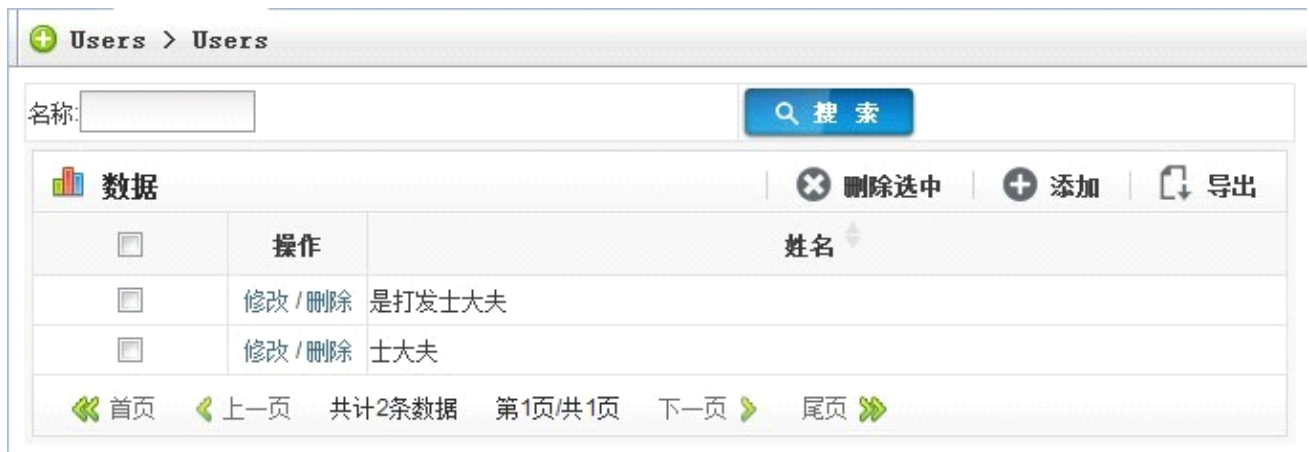 Users > Users
名称:
搜 索
数据 删除选中 添加 导出
操作 姓名
修改 / 删除 是打发士大夫
修改 / 删除 士大夫
首页 上一页 共计2条数据 第1页/共1页 下一页 尾页